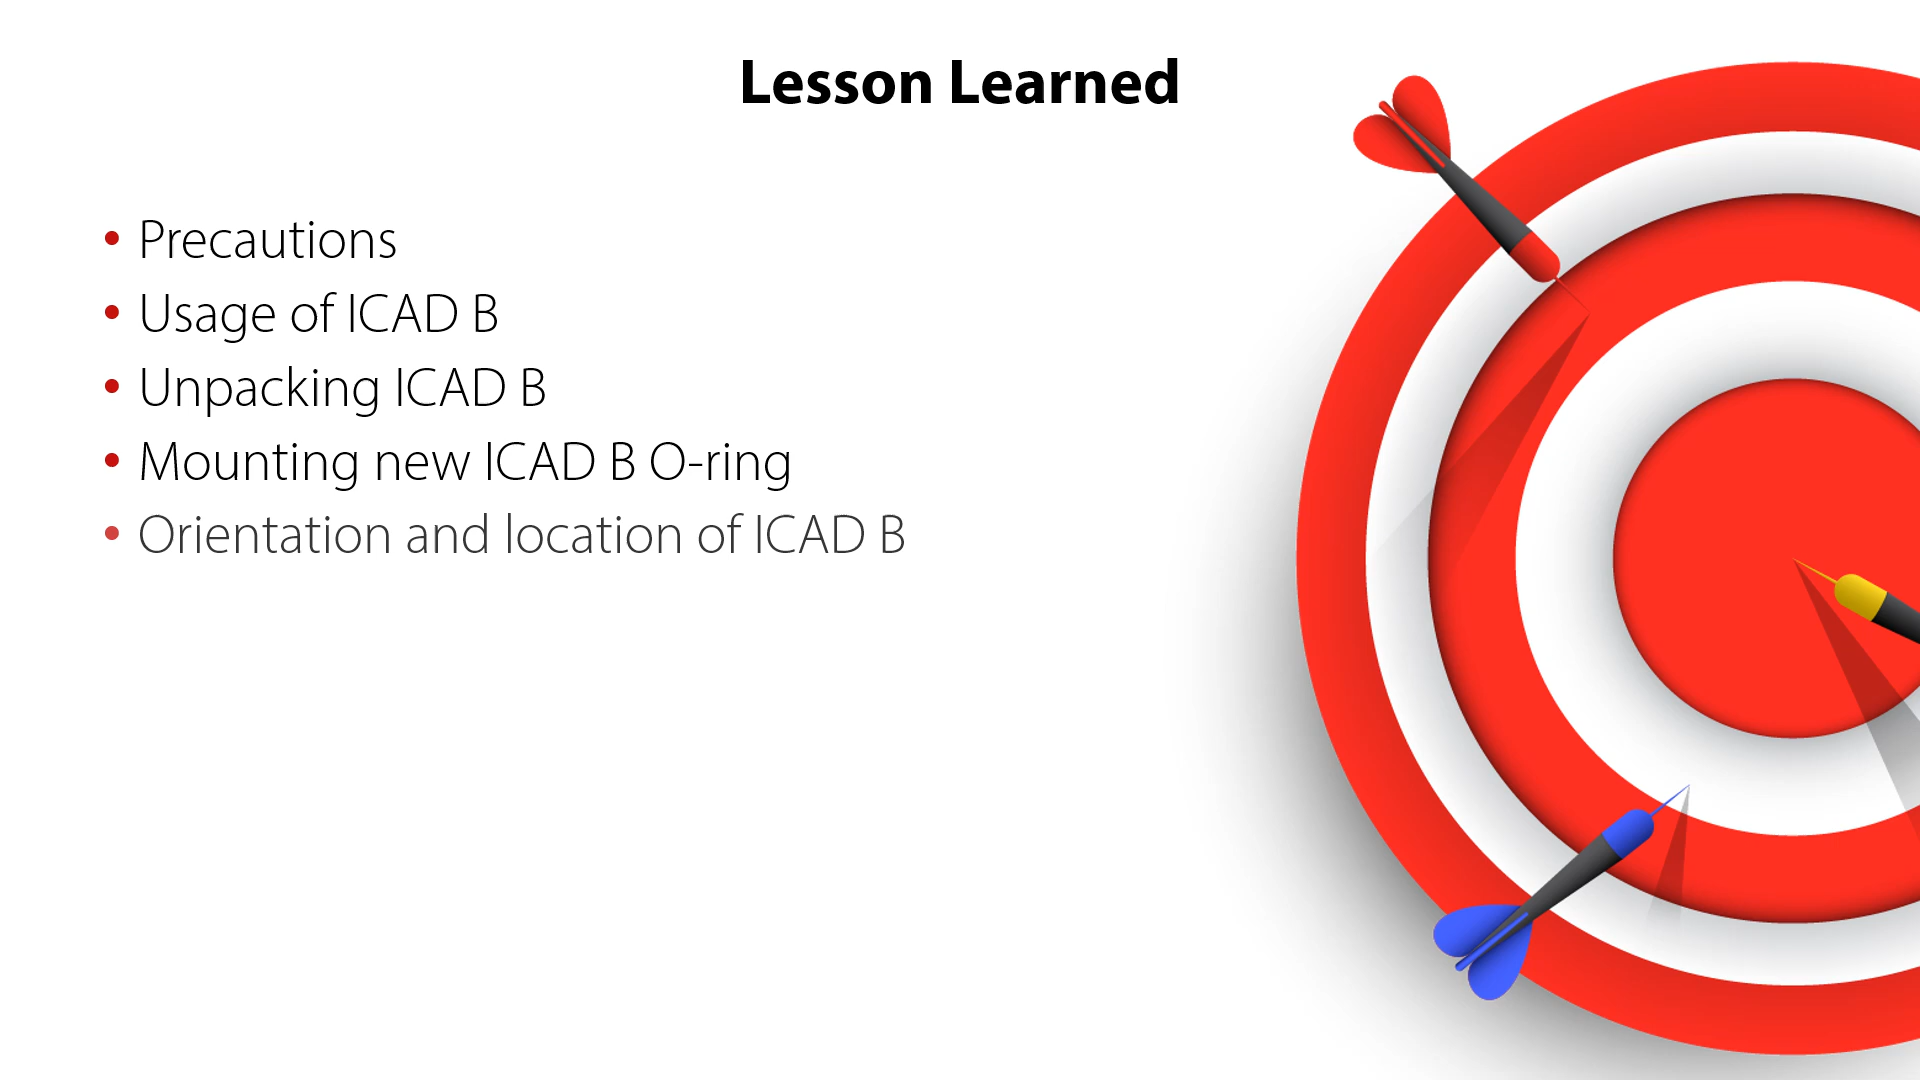 Lesson Learned
• Precautions
• Usage of ICAD B
• Unpacking ICAD B
• Mounting new ICAD B O-ring
• Orientation and location of ICAD B